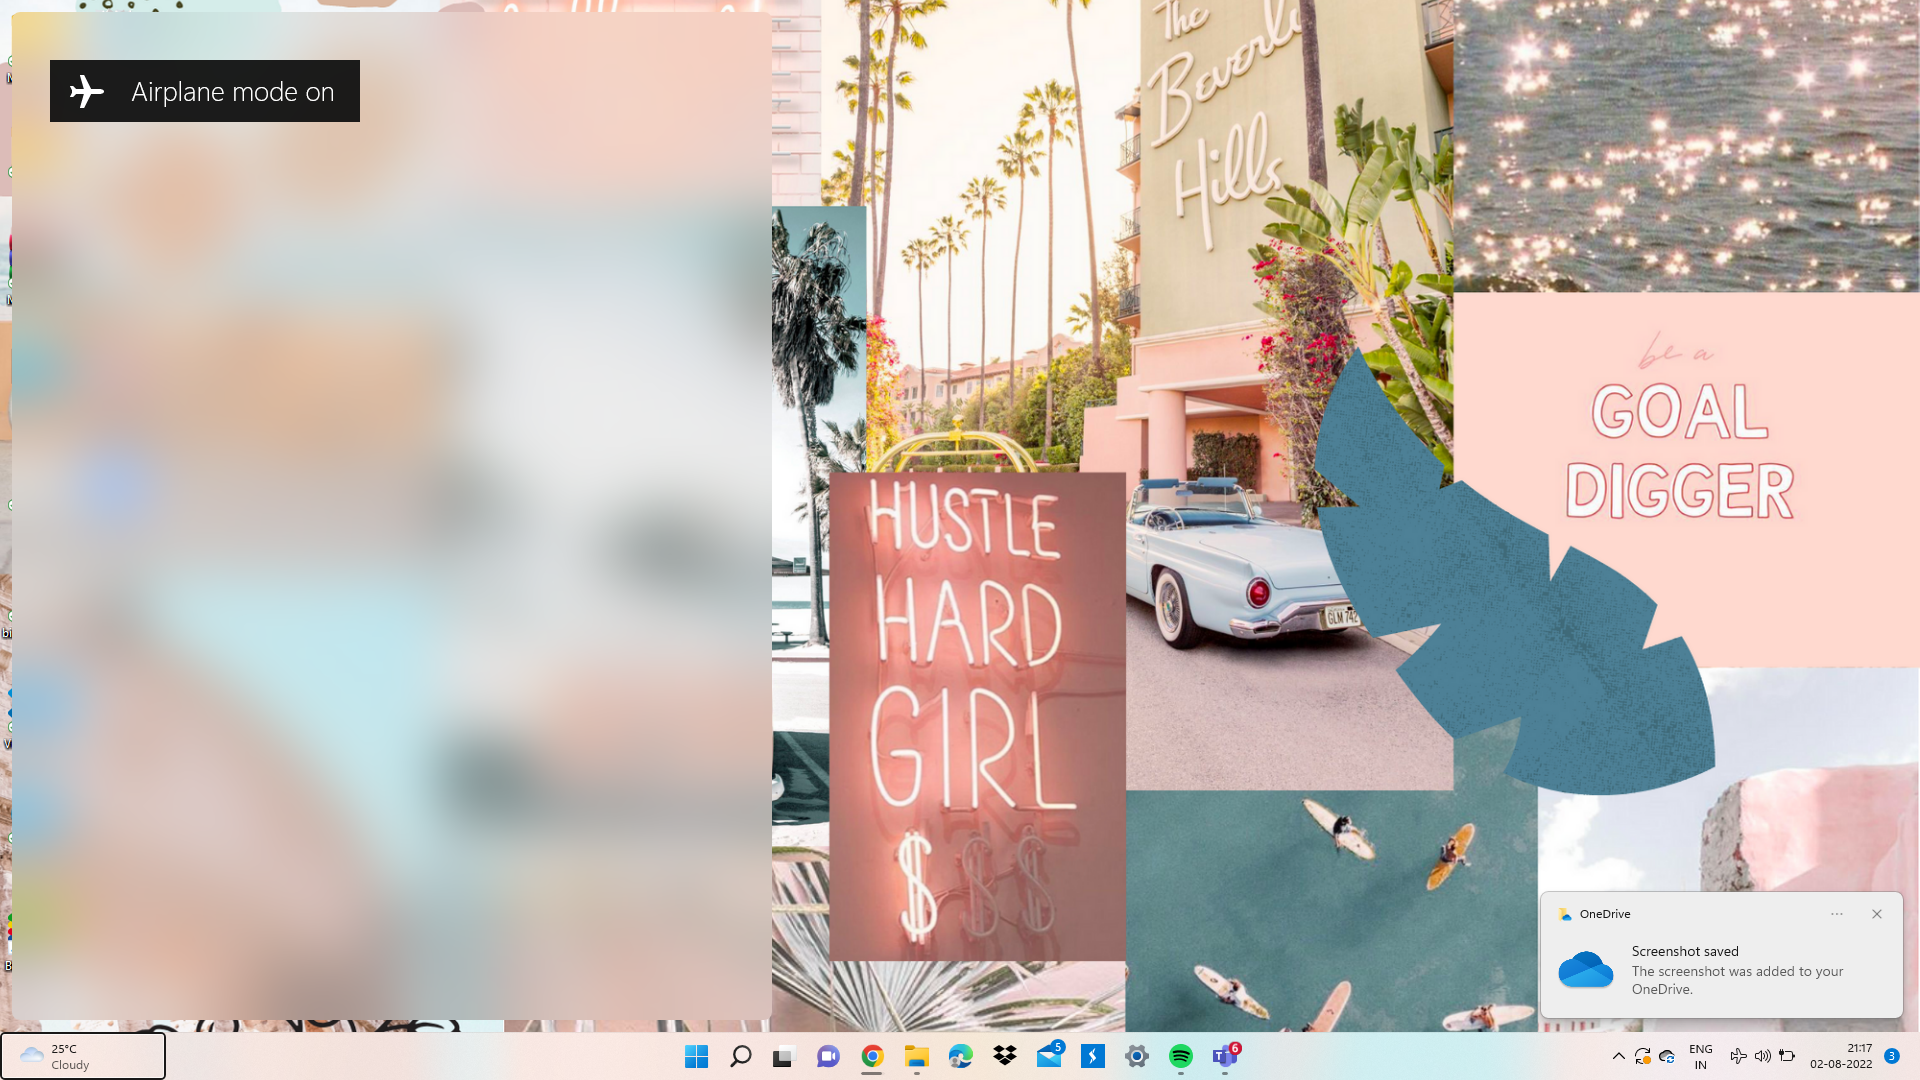 Airplane mode on
The
Beverly
Hills
be a
GOAL
DIGGER
HUSTLE
HARD
GIRL
$ $ $
GLM 742
OneDrive
Screenshot saved
The screenshot was added to your
OneDrive.
25°C
Cloudy
5
6
ENG
IN
21:17
02-08-2022
3